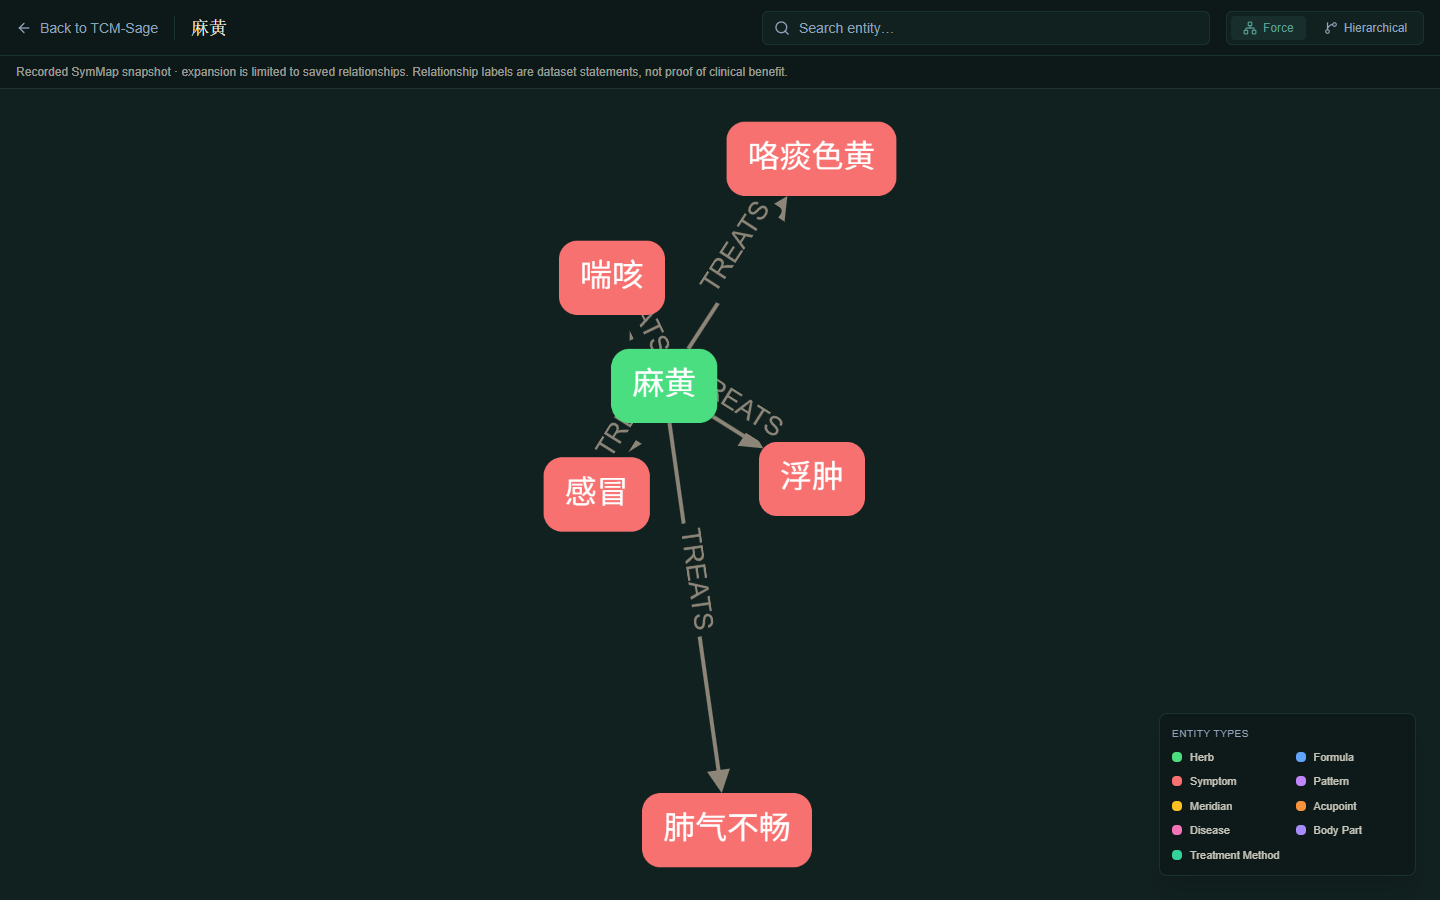 Back to TCM-Sage
麻黄
Search entity...
Force
Hierarchical
Recorded SymMap snapshot · expansion is limited to saved relationships. Relationship labels are dataset statements, not proof of clinical benefit.
咯痰色黄
TREATS
喘咳
麻黄
感冒
浮肿
TREATS
肺气不畅
ENTITY TYPES
Herb
Formula
Symptom
Pattern
Meridian
Acupoint
Disease
Body Part
Treatment Method